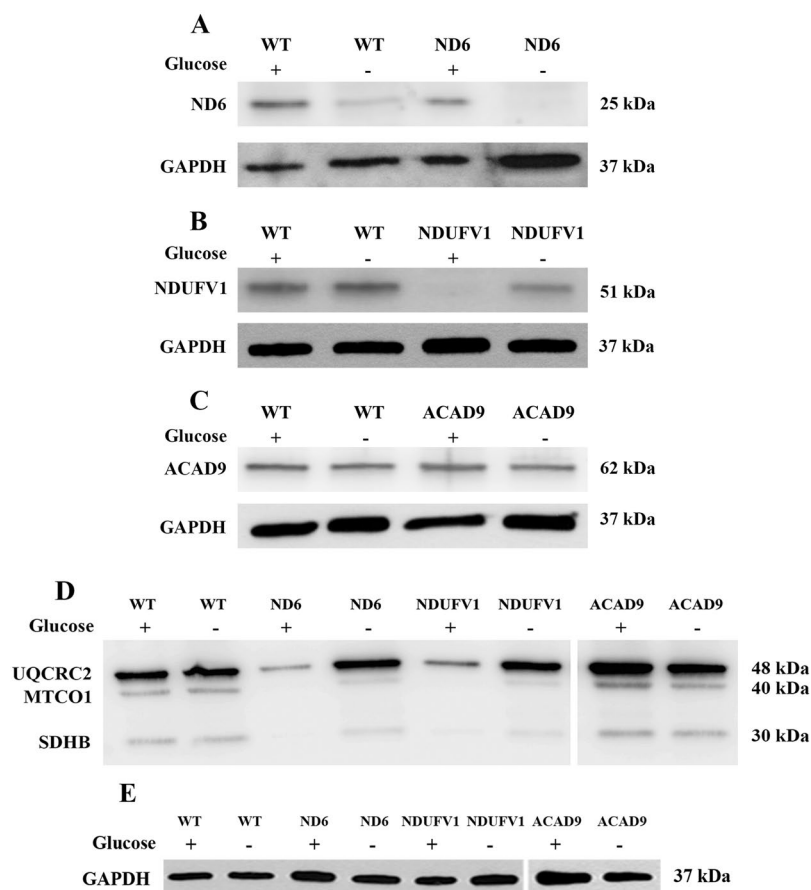 A
WT WT ND6 ND6
Glucose + - + -
ND6 25 kDa
GAPDH 37 kDa
B
WT WT NDUFV1 NDUFV1
Glucose + - + -
NDUFV1 51 kDa
GAPDH 37 kDa
C
WT WT ACAD9 ACAD9
Glucose + - + -
ACAD9 62 kDa
GAPDH 37 kDa
D
WT WT ND6 ND6 NDUFV1 NDUFV1 ACAD9 ACAD9
Glucose + - + - + - + -
UQCRC2 48 kDa
MTCO1 40 kDa
SDHB 30 kDa
E
WT WT ND6 ND6 NDUFV1 NDUFV1 ACAD9 ACAD9
Glucose + - + - + - + -
GAPDH 37 kDa